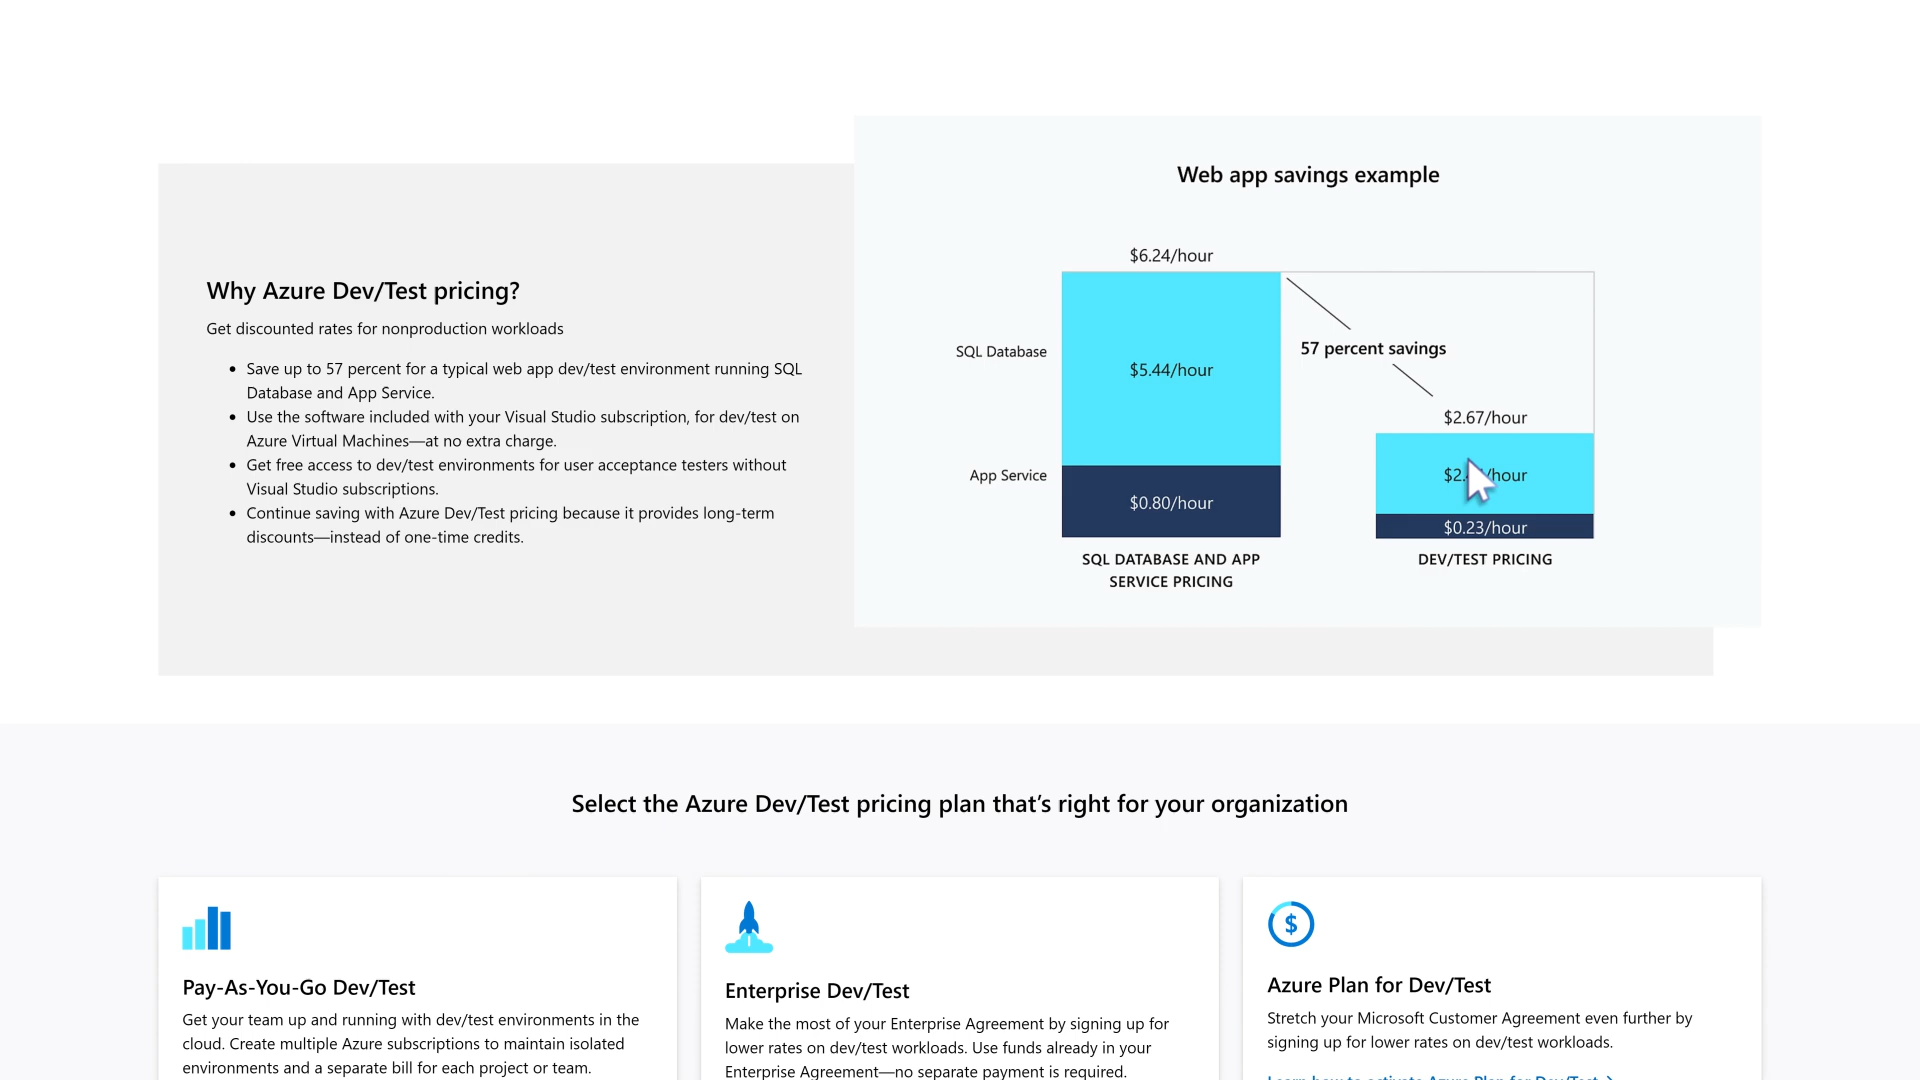 Web app savings example
Why Azure Dev/Test pricing?
Get discounted rates for nonproduction workloads
• Save up to 57 percent for a typical web app dev/test environment running SQL
Database and App Service.
• Use the software included with your Visual Studio subscription, for dev/test on
Azure Virtual Machines—at no extra charge.
• Get free access to dev/test environments for user acceptance testers without
Visual Studio subscriptions.
• Continue saving with Azure Dev/Test pricing because it provides long-term
discounts—instead of one-time credits.
$6.24/hour
SQL Database
$5.44/hour
57 percent savings
$2.67/hour
App Service
$0.80/hour
$0.23/hour
SQL DATABASE AND APP
SERVICE PRICING
DEV/TEST PRICING
Select the Azure Dev/Test pricing plan that’s right for your organization
$
Pay-As-You-Go Dev/Test
Get your team up and running with dev/test environments in the
cloud. Create multiple Azure subscriptions to maintain isolated
environments and a separate bill for each project or team.
Enterprise Dev/Test
Make the most of your Enterprise Agreement by signing up for
lower rates on dev/test workloads. Use funds already in your
Enterprise Agreement—no separate payment is required.
Azure Plan for Dev/Test
Stretch your Microsoft Customer Agreement even further by
signing up for lower rates on dev/test workloads.
Learn how to activate Azure Plan for Dev/Test